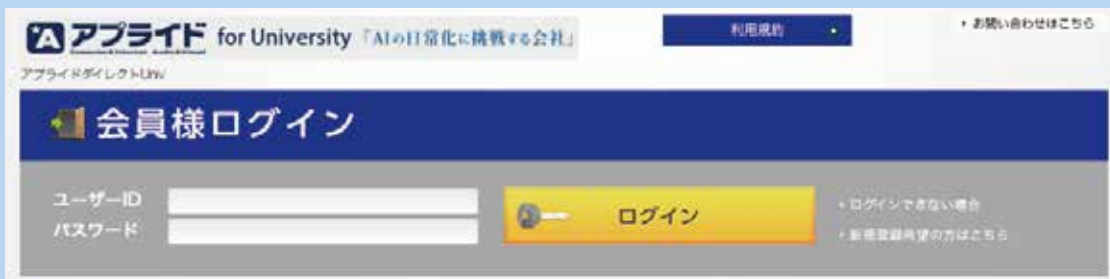 アプライド for University 「AIの日常化に挑戦する会社」
利用規約
お問い合わせはこちら
アプライドダイレクトUniv
会員様ログイン
ユーザーID
パスワード
ログイン
ログインできない場合
新規登録希望の方はこちら